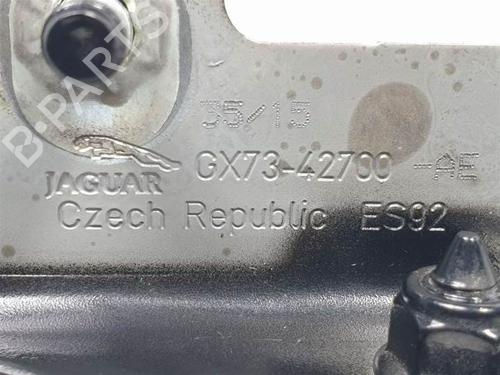 B-PARTS
35/15
JAGUAR GX73-42700-AE
Czech Republic ES92